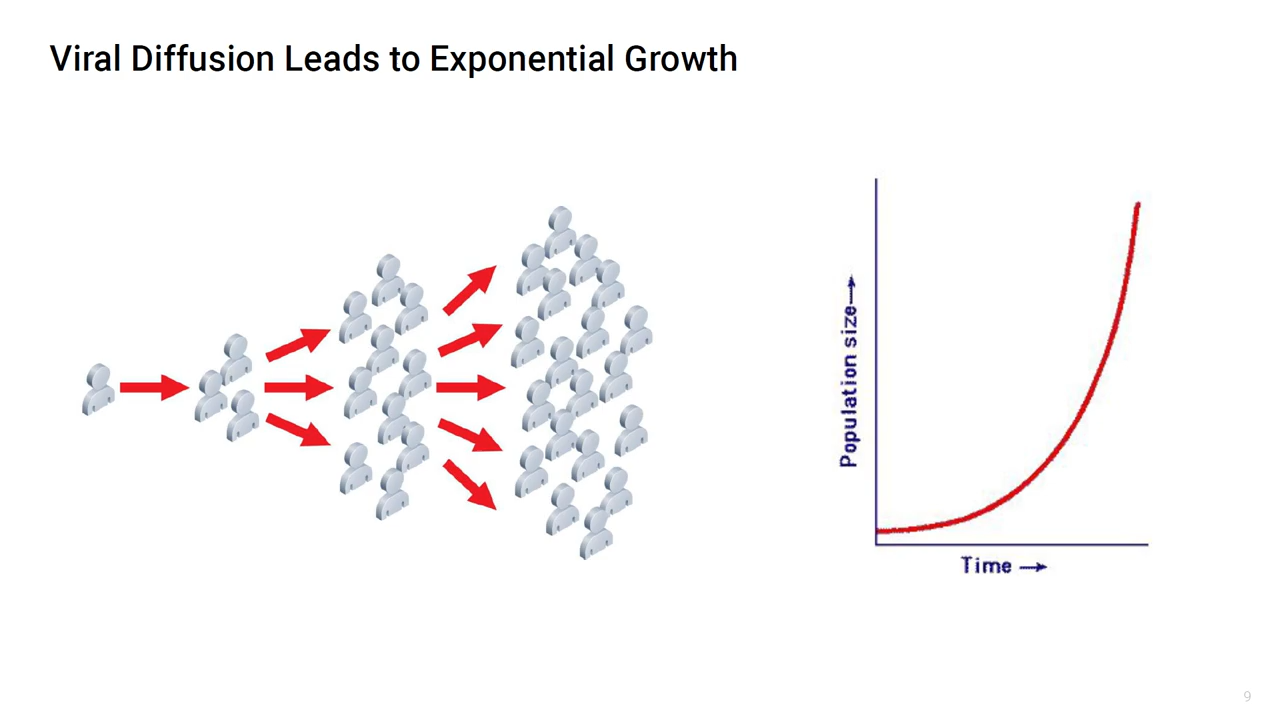 Viral Diffusion Leads to Exponential Growth
Population size→
Time →
9